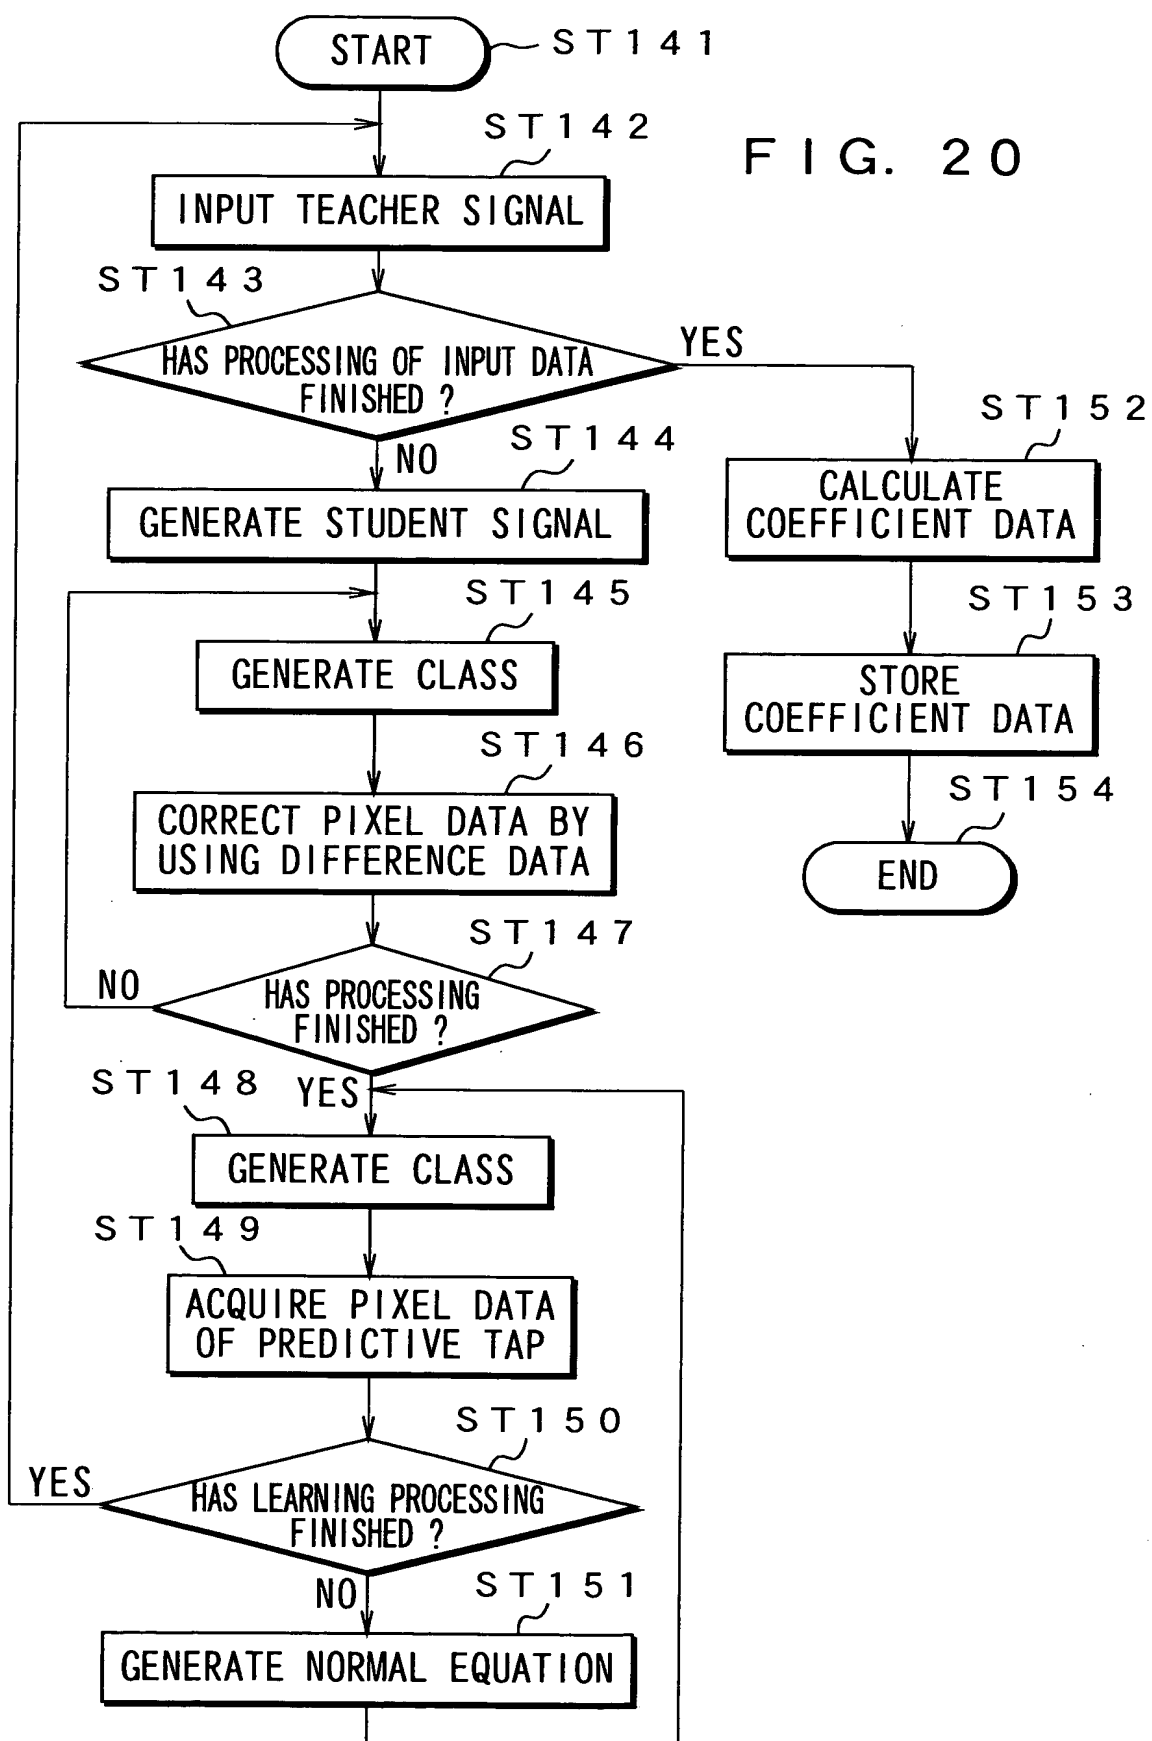 START
ST141
FIG. 20
ST142
INPUT TEACHER SIGNAL
ST143
HAS PROCESSING OF INPUT DATA
FINISHED ?
YES
NO
ST144
GENERATE STUDENT SIGNAL
ST145
GENERATE CLASS
ST146
CORRECT PIXEL DATA BY
USING DIFFERENCE DATA
ST147
HAS PROCESSING
FINISHED ?
NO
YES
ST148
GENERATE CLASS
ST149
ACQUIRE PIXEL DATA
OF PREDICTIVE TAP
ST150
HAS LEARNING PROCESSING
FINISHED ?
YES
NO
ST151
GENERATE NORMAL EQUATION
ST152
CALCULATE
COEFFICIENT DATA
ST153
STORE
COEFFICIENT DATA
ST154
END